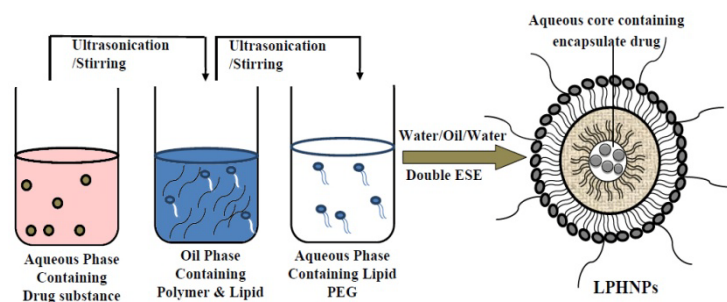 Ultrasonication
/Stirring
Ultrasonication
/Stirring
Aqueous core containing
encapsulate drug
Water/Oil/Water
Double ESE
Aqueous Phase
Containing
Drug substance
Oil Phase
Containing
Polymer & Lipid
Aqueous Phase
Containing Lipid
PEG
LPHNPs